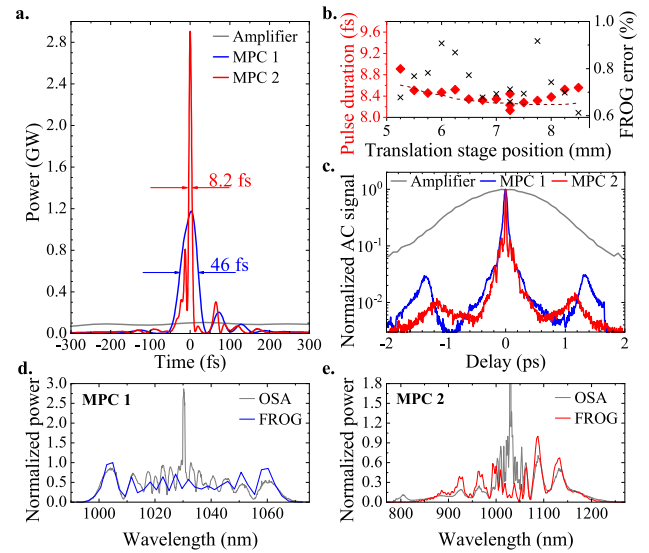 a.
Power (GW)
2.8
2.4
2.0
1.6
1.2
0.8
0.4
0.0
Amplifier
MPC 1
MPC 2
8.2 fs
46 fs
-300 -200 -100 0 100 200 300
Time (fs)
b.
Pulse duration (fs)
9.6
9.2
8.8
8.4
8.0
1.0
0.8
0.6
FROG error (%)
5 6 7 8
Translation stage position (mm)
c.
Normalized AC signal
10⁰
10⁻¹
10⁻²
Amplifier MPC 1 MPC 2
-2 -1 0 1 2
Delay (ps)
d.
Normalized power
3.0
2.5
2.0
1.5
1.0
0.5
0.0
MPC 1
OSA
FROG
1000 1020 1040 1060
Wavelength (nm)
e.
Normalized power
1.8
1.5
1.2
0.9
0.6
0.3
0.0
MPC 2
OSA
FROG
800 900 1000 1100 1200
Wavelength (nm)